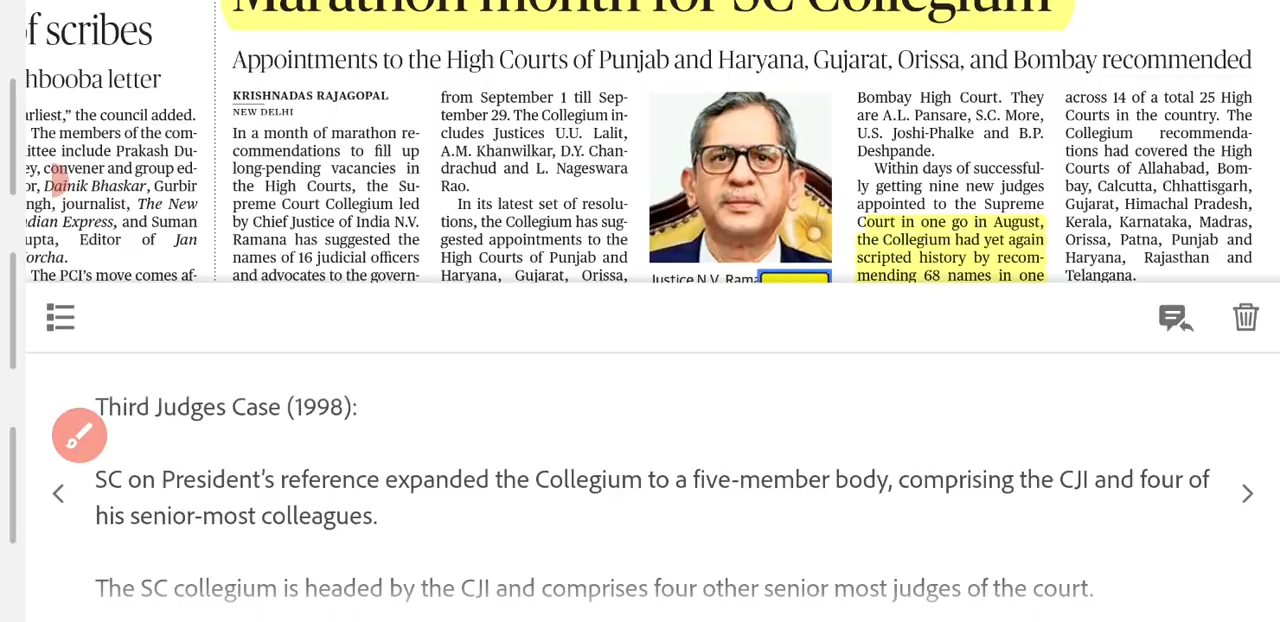 Marathon month for SC Collegium
Appointments to the High Courts of Punjab and Haryana, Gujarat, Orissa, and Bombay recommended
of scribes
hbooba letter
rliest,” the council added.
The members of the com-
ittee include Prakash Du-
ey, convener and group ed-
or, Dainik Bhaskar, Gurbir
ngh, journalist, The New
dian Express, and Suman
upta, Editor of Jan
orcha.
The PCI’s move comes af-
KRISHNADAS RAJAGOPAL
NEW DELHI
In a month of marathon re-
commendations to fill up
long-pending vacancies in
the High Courts, the Su-
preme Court Collegium led
by Chief Justice of India N.V.
Ramana has suggested the
names of 16 judicial officers
and advocates to the govern-
from September 1 till Sep-
tember 29. The Collegium in-
cludes Justices U.U. Lalit,
A.M. Khanwilkar, D.Y. Chan-
drachud and L. Nageswara
Rao.
In its latest set of resolu-
tions, the Collegium has sug-
gested appointments to the
High Courts of Punjab and
Haryana, Gujarat, Orissa,
Justice N.V. Rama
Bombay High Court. They
are A.L. Pansare, S.C. More,
U.S. Joshi-Phalke and B.P.
Deshpande.
Within days of successful-
ly getting nine new judges
appointed to the Supreme
Court in one go in August,
the Collegium had yet again
scripted history by recom-
mending 68 names in one
across 14 of a total 25 High
Courts in the country. The
Collegium recommenda-
tions had covered the High
Courts of Allahabad, Bom-
bay, Calcutta, Chhattisgarh,
Gujarat, Himachal Pradesh,
Kerala, Karnataka, Madras,
Orissa, Patna, Punjab and
Haryana, Rajasthan and
Telangana.
Third Judges Case (1998):
SC on President’s reference expanded the Collegium to a five-member body, comprising the CJI and four of
his senior-most colleagues.
The SC collegium is headed by the CJI and comprises four other senior most judges of the court.